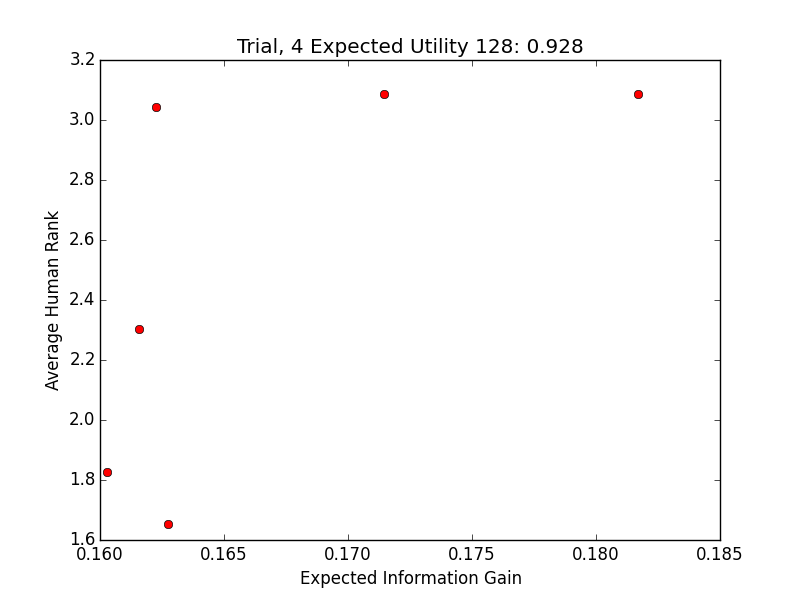 Trial, 4 Expected Utility 128: 0.928
3.2
3.0
2.8
2.6
2.4
2.2
2.0
1.8
1.6
Average Human Rank
0.160 0.165 0.170 0.175 0.180 0.185
Expected Information Gain